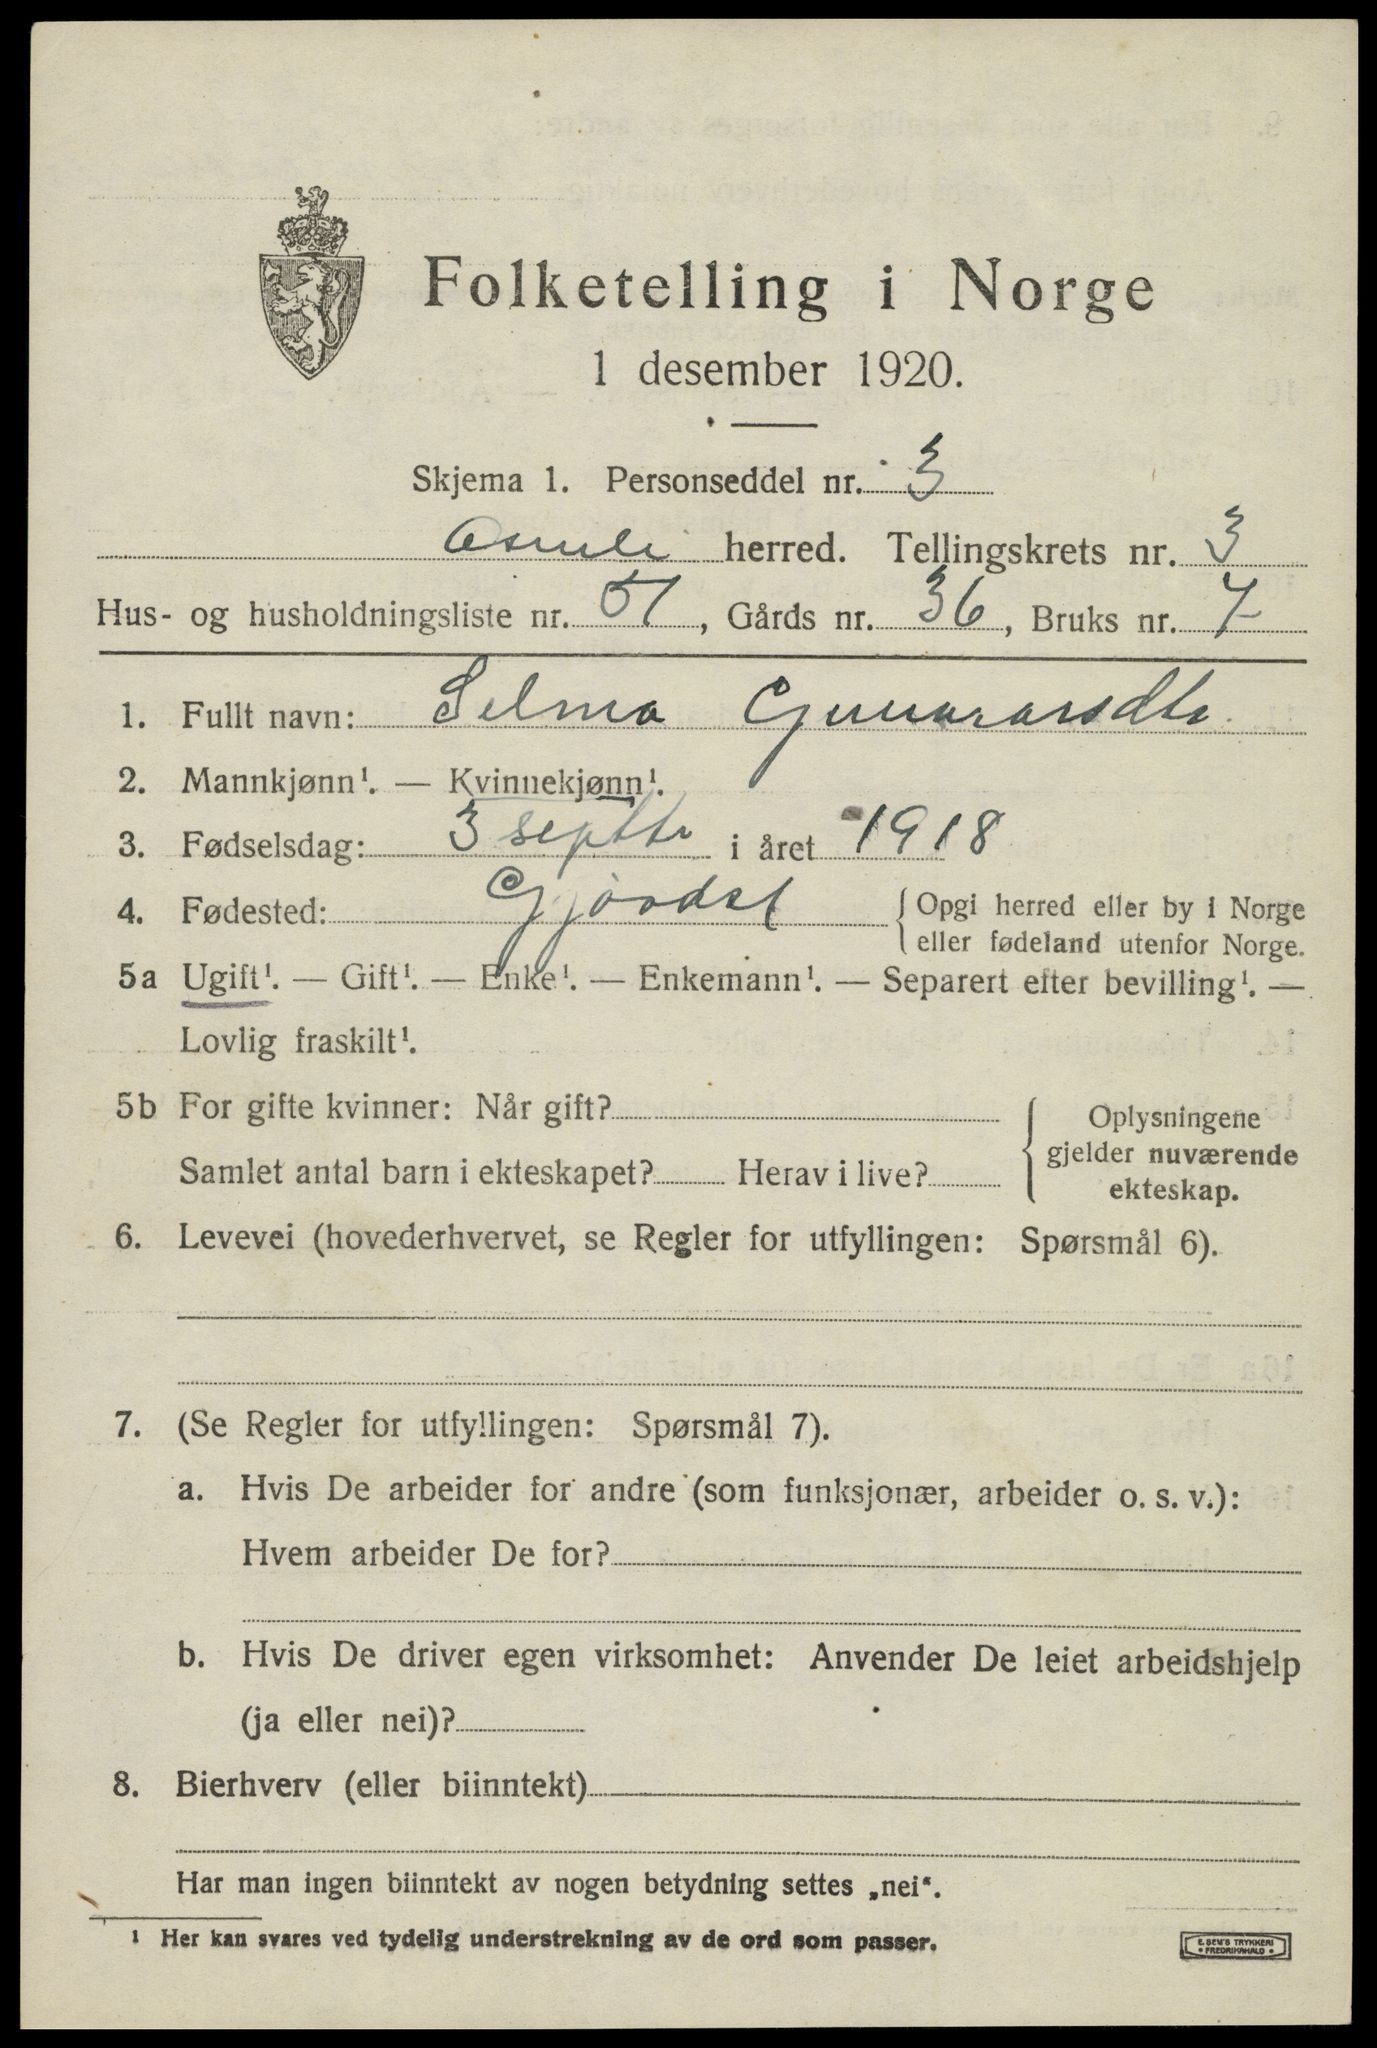 Folketelling i Norge
1 desember 1920.
Skjema 1. Personseddel nr. 3
herred. Tellingskrets nr. 3
Hus- og husholdningsliste nr. 51, Gårds nr. 36, Bruks nr. 7
1. Fullt navn: Selma
2. Mannkjønn¹. — Kvinnekjønn¹.
3. Fødselsdag: 3 septbr i året 1918
4. Fødested: { Opgi herred eller by i Norge
eller fødeland utenfor Norge.
5a Ugift¹. — Gift¹. — Enke¹. — Enkemann¹. — Separert efter bevilling¹. —
Lovlig fraskilt¹.
5b For gifte kvinner: Når gift? { Oplysningene
gjelder nuværende
Samlet antal barn i ekteskapet? Herav i live?
ekteskap.
6. Levevei (hovederhvervet, se Regler for utfyllingen: Spørsmål 6).
7. (Se Regler for utfyllingen: Spørsmål 7).
a. Hvis De arbeider for andre (som funksjonær, arbeider o. s. v.):
Hvem arbeider De for?
b. Hvis De driver egen virksomhet: Anvender De leiet arbeidshjelp
(ja eller nei)?
8. Bierhverv (eller biinntekt)
Har man ingen biinntekt av nogen betydning settes „nei“.
¹ Her kan svares ved tydelig understrekning av de ord som passer.
E. SEM'S TRYKKERI
• FREDRIKSHALD •